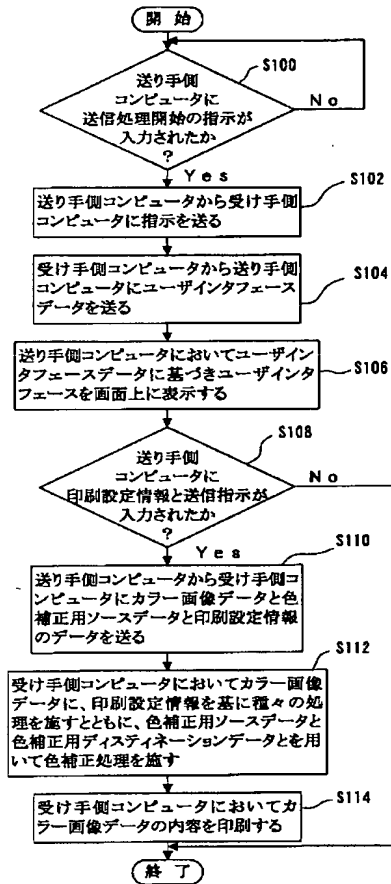 開 始
S100
送り手側
コンピュータに
送信処理開始の指示が
入力されたか
?
No
Yes
S102
送り手側コンピュータから受け手側
コンピュータに指示を送る
S104
受け手側コンピュータから送り手側
コンピュータにユーザインタフェース
データを送る
S106
送り手側コンピュータにおいてユーザイン
タフェースデータに基づきユーザインタ
フェースを画面上に表示する
S108
送り手側
コンピュータに
印刷設定情報と送信指示が
入力されたか
?
No
Yes
S110
送り手側コンピュータから受け手側コン
ピュータにカラー画像データと色
補正用ソースデータと印刷設定情報
のデータを送る
S112
受け手側コンピュータにおいてカラー画像
データに、印刷設定情報を基に種々の処
理を施すとともに、色補正用ソースデータと
色補正用ディスティネーションデータとを用
いて色補正処理を施す
S114
受け手側コンピュータにおいてカ
ラー画像データの内容を印刷する
終 了